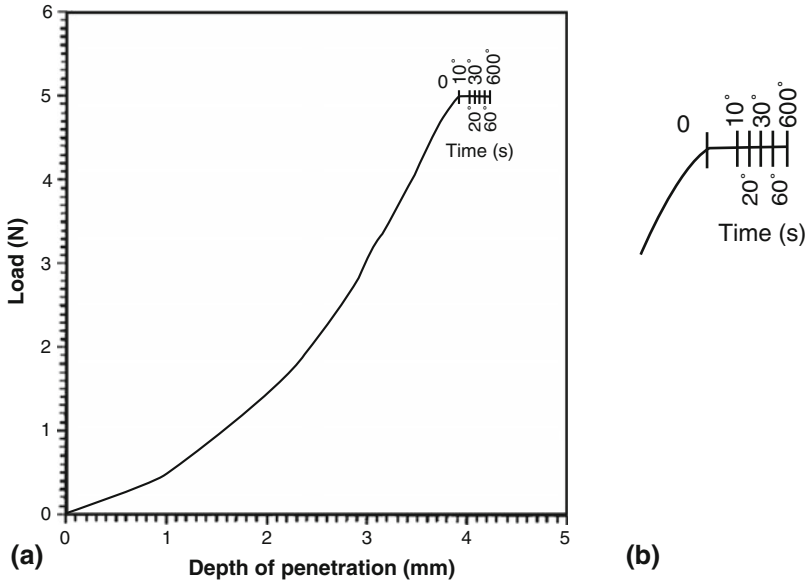 6
5
4
3
2
1
0
Load (N)
0 1 2 3 4 5
Depth of penetration (mm)
0 10° 30° 600°
20° 60°
Time (s)
(a)
0 10° 30° 600°
20° 60°
Time (s)
(b)